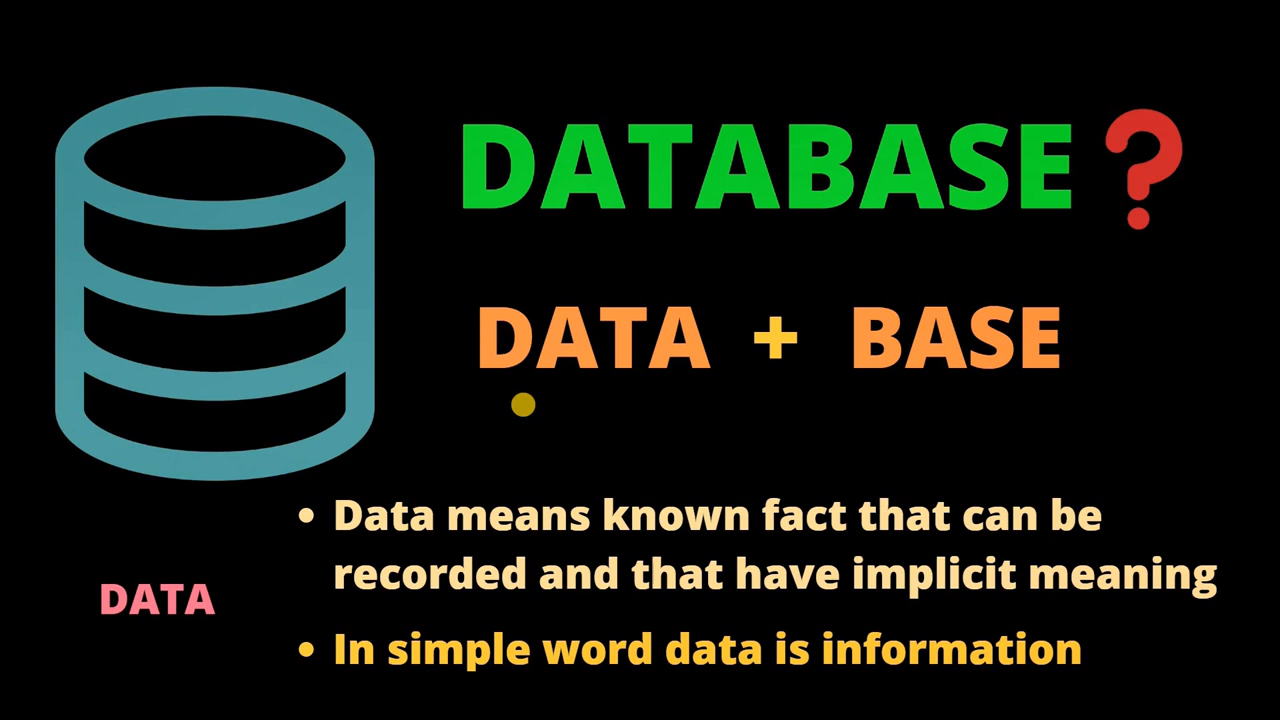 DATABASE?
DATA + BASE
• Data means known fact that can be
recorded and that have implicit meaning
DATA
• In simple word data is information